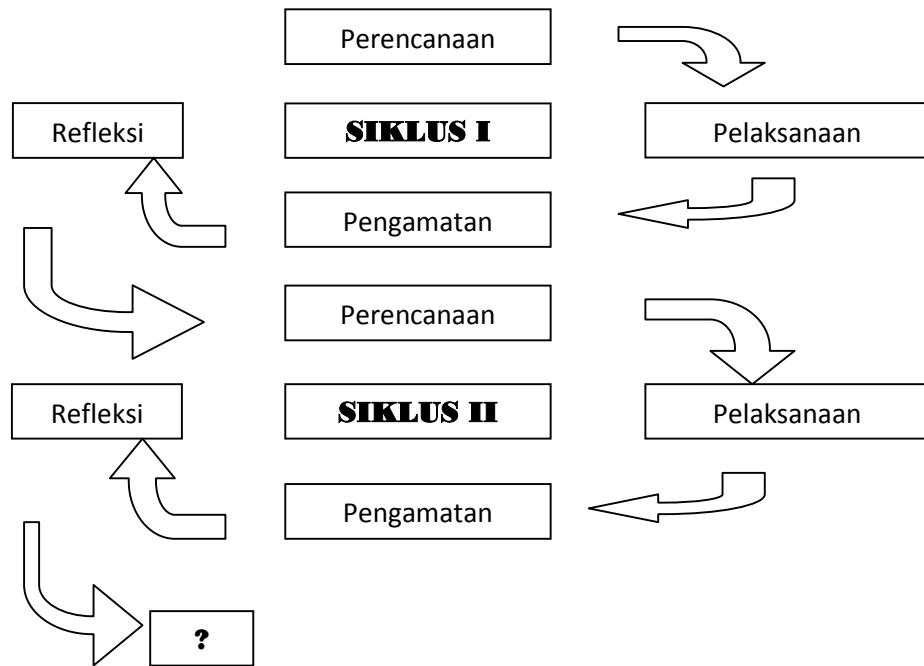 Perencanaan
Refleksi
SIKLUS I
Pelaksanaan
Pengamatan
Perencanaan
Refleksi
SIKLUS II
Pelaksanaan
Pengamatan
?